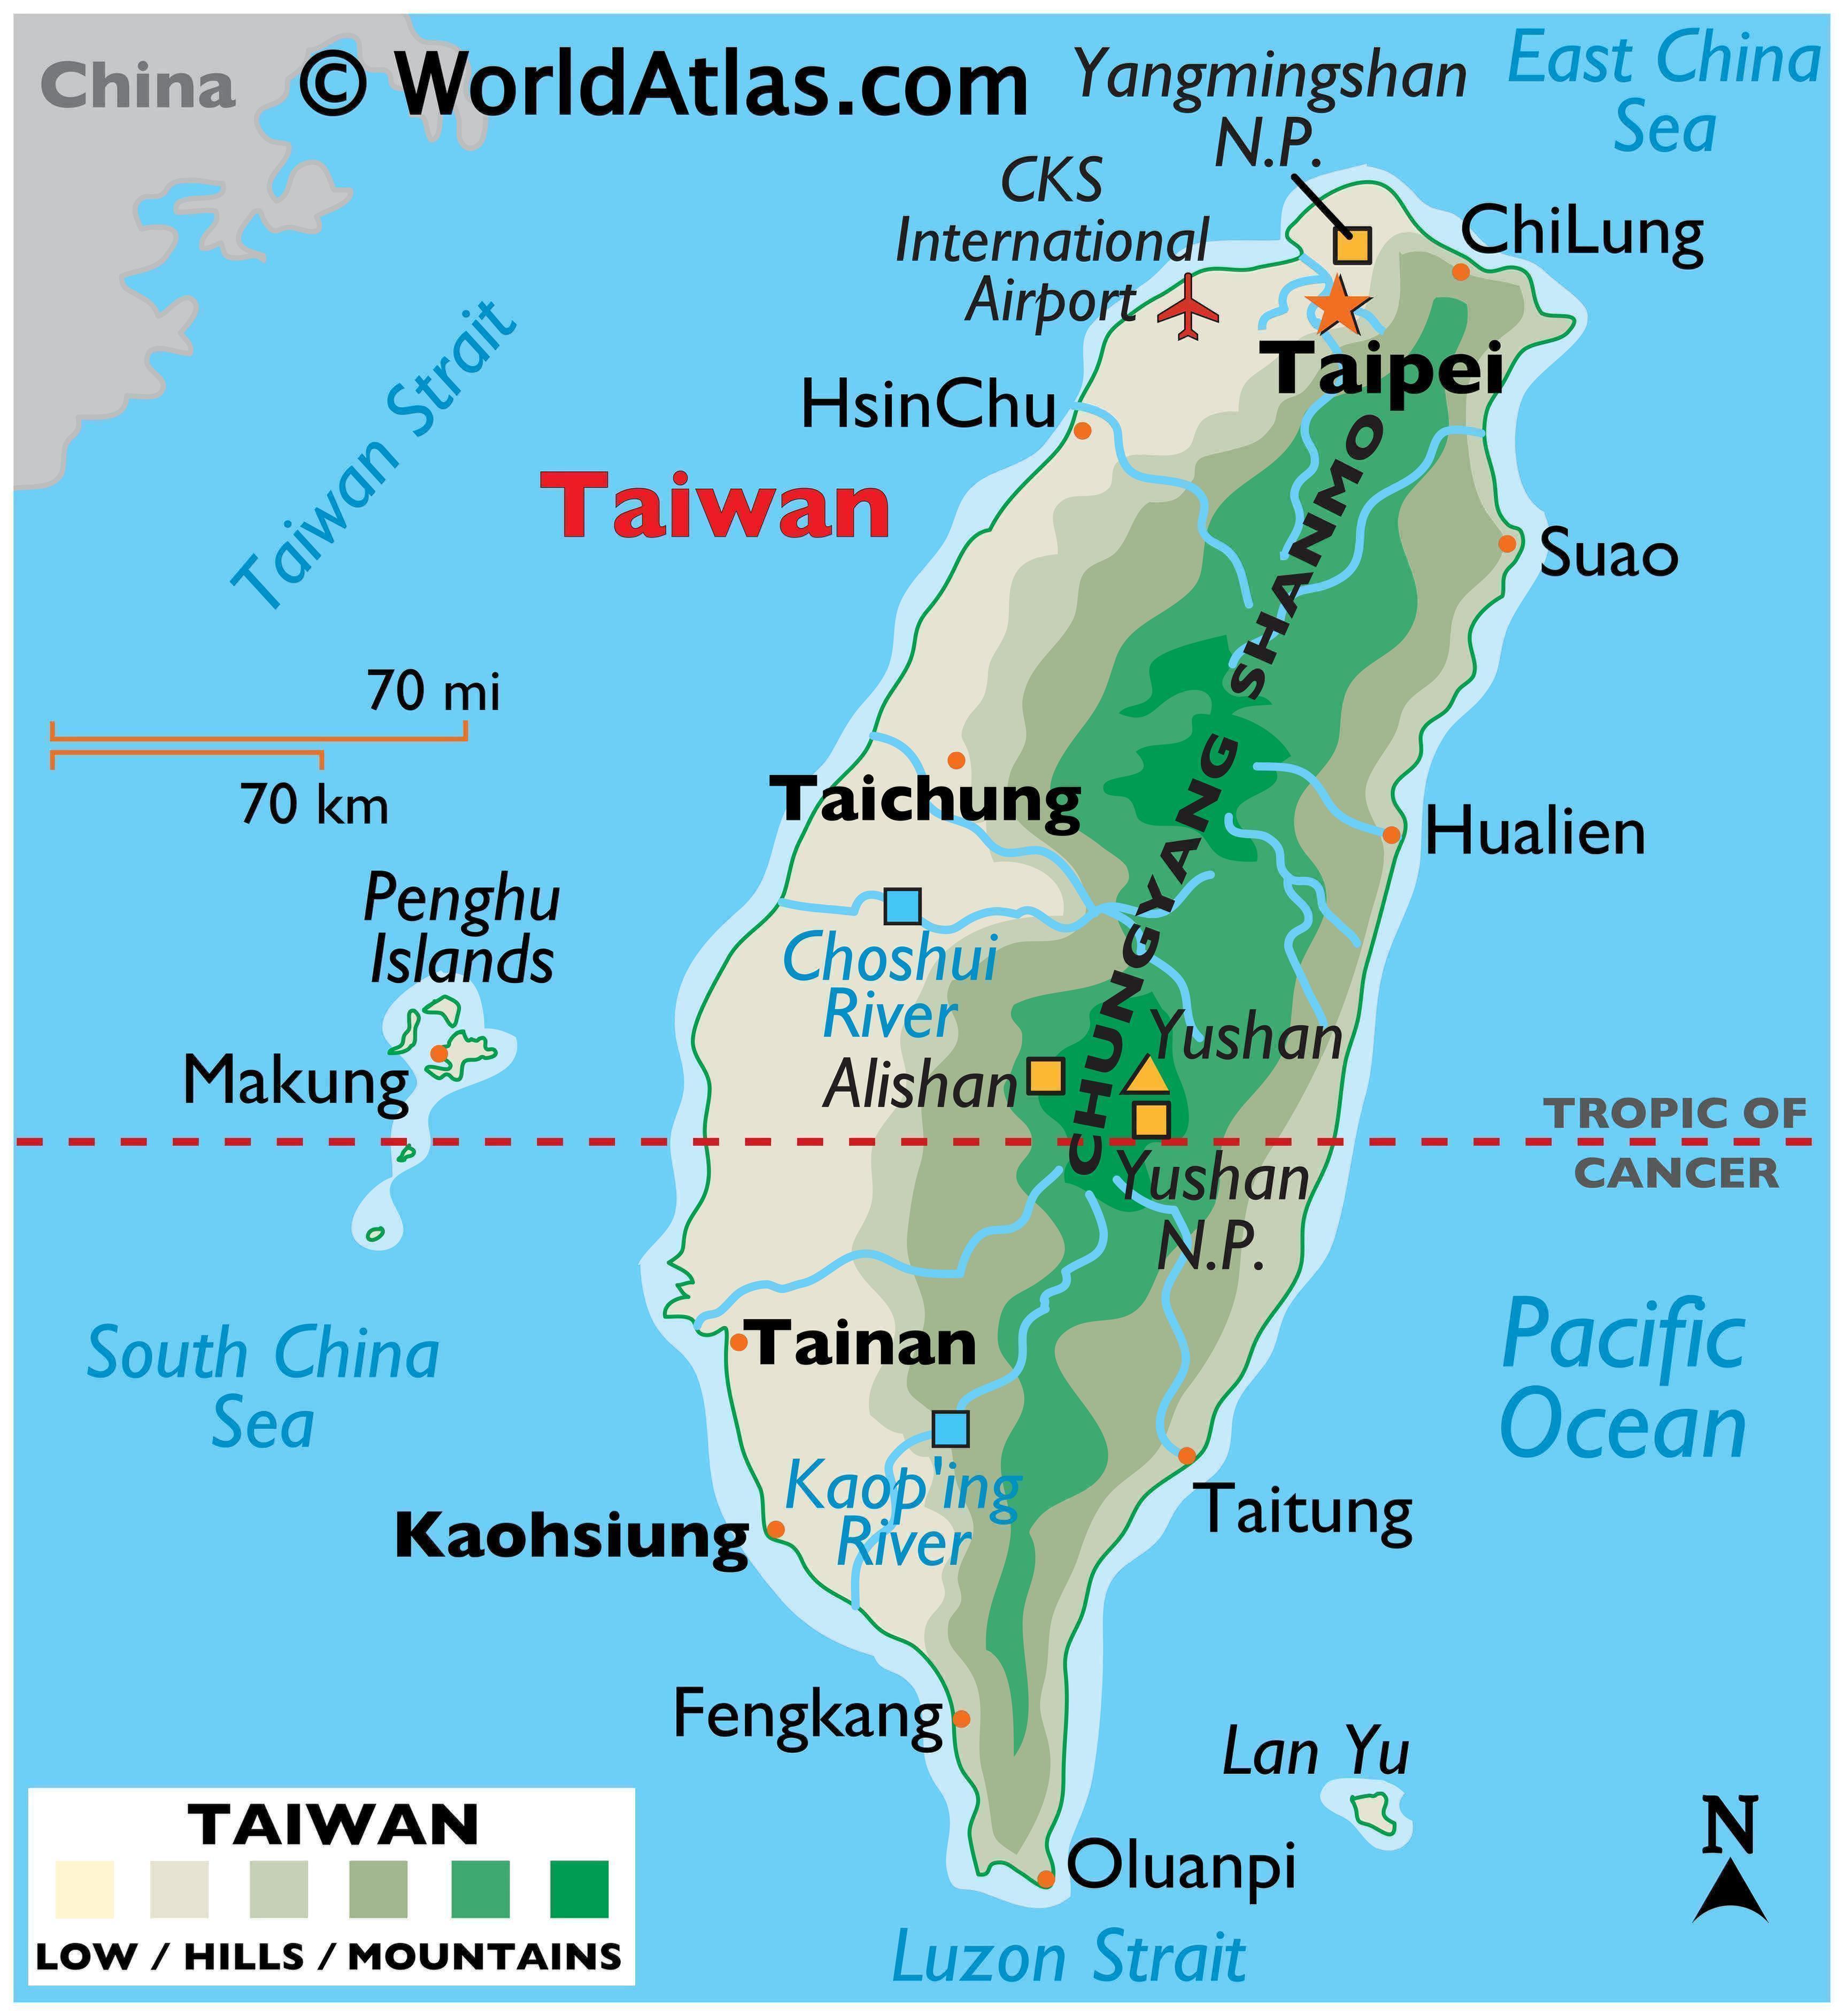 China
© WorldAtlas.com
Yangmingshan
N.P.
East China
Sea
CKS
International
Airport
ChiLung
Taipei
HsinChu
Taiwan Strait
Taiwan
SHANMO
Suao
70 mi
70 km
Taichung
CHUNGYANG
Hualien
Penghu
Islands
Choshui
River
Makung
Alishan
Yushan
TROPIC OF
CANCER
Yushan
N.P.
South China
Sea
Tainan
Pacific
Ocean
Kaop'ing
River
Kaohsiung
Taitung
Fengkang
Lan Yu
Oluanpi
Luzon Strait
N
TAIWAN
LOW / HILLS / MOUNTAINS